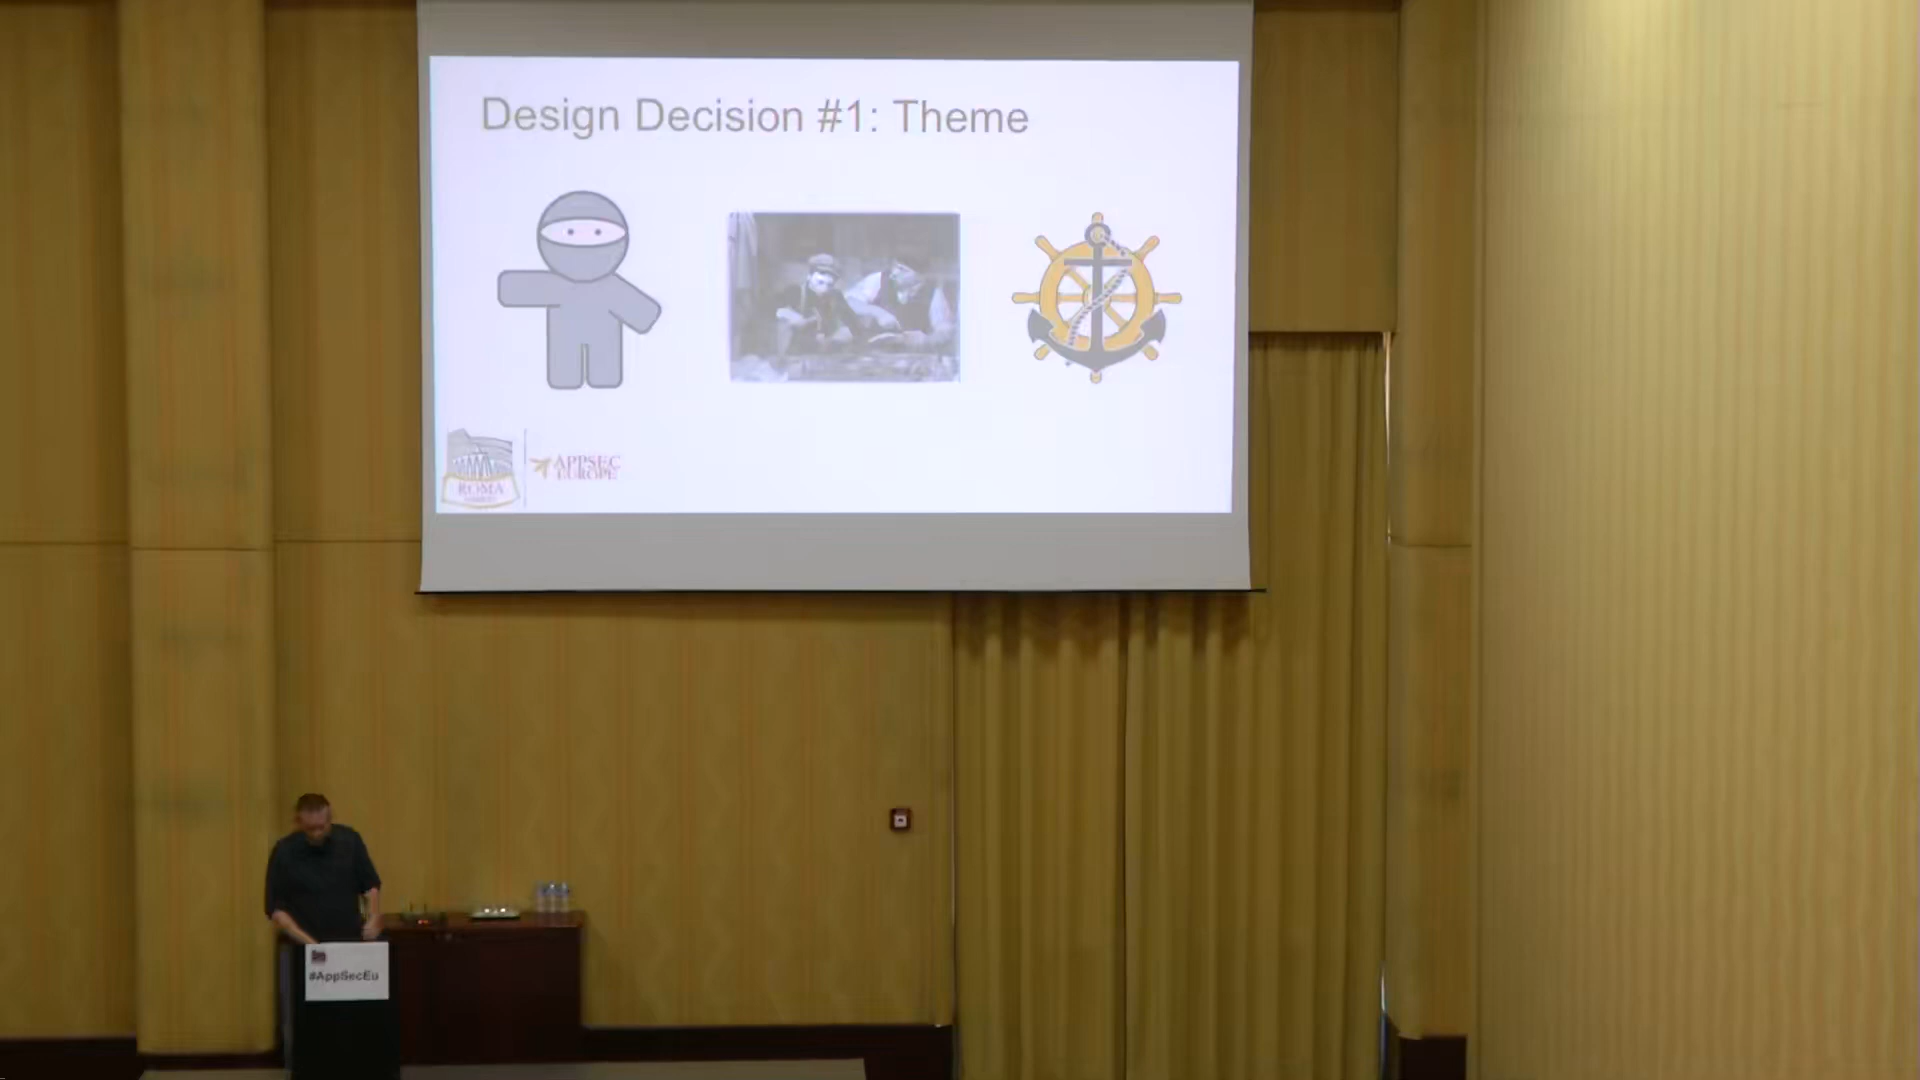 Design Decision #1: Theme
ROMA
APPSEC
EUROPE
#AppSecEu